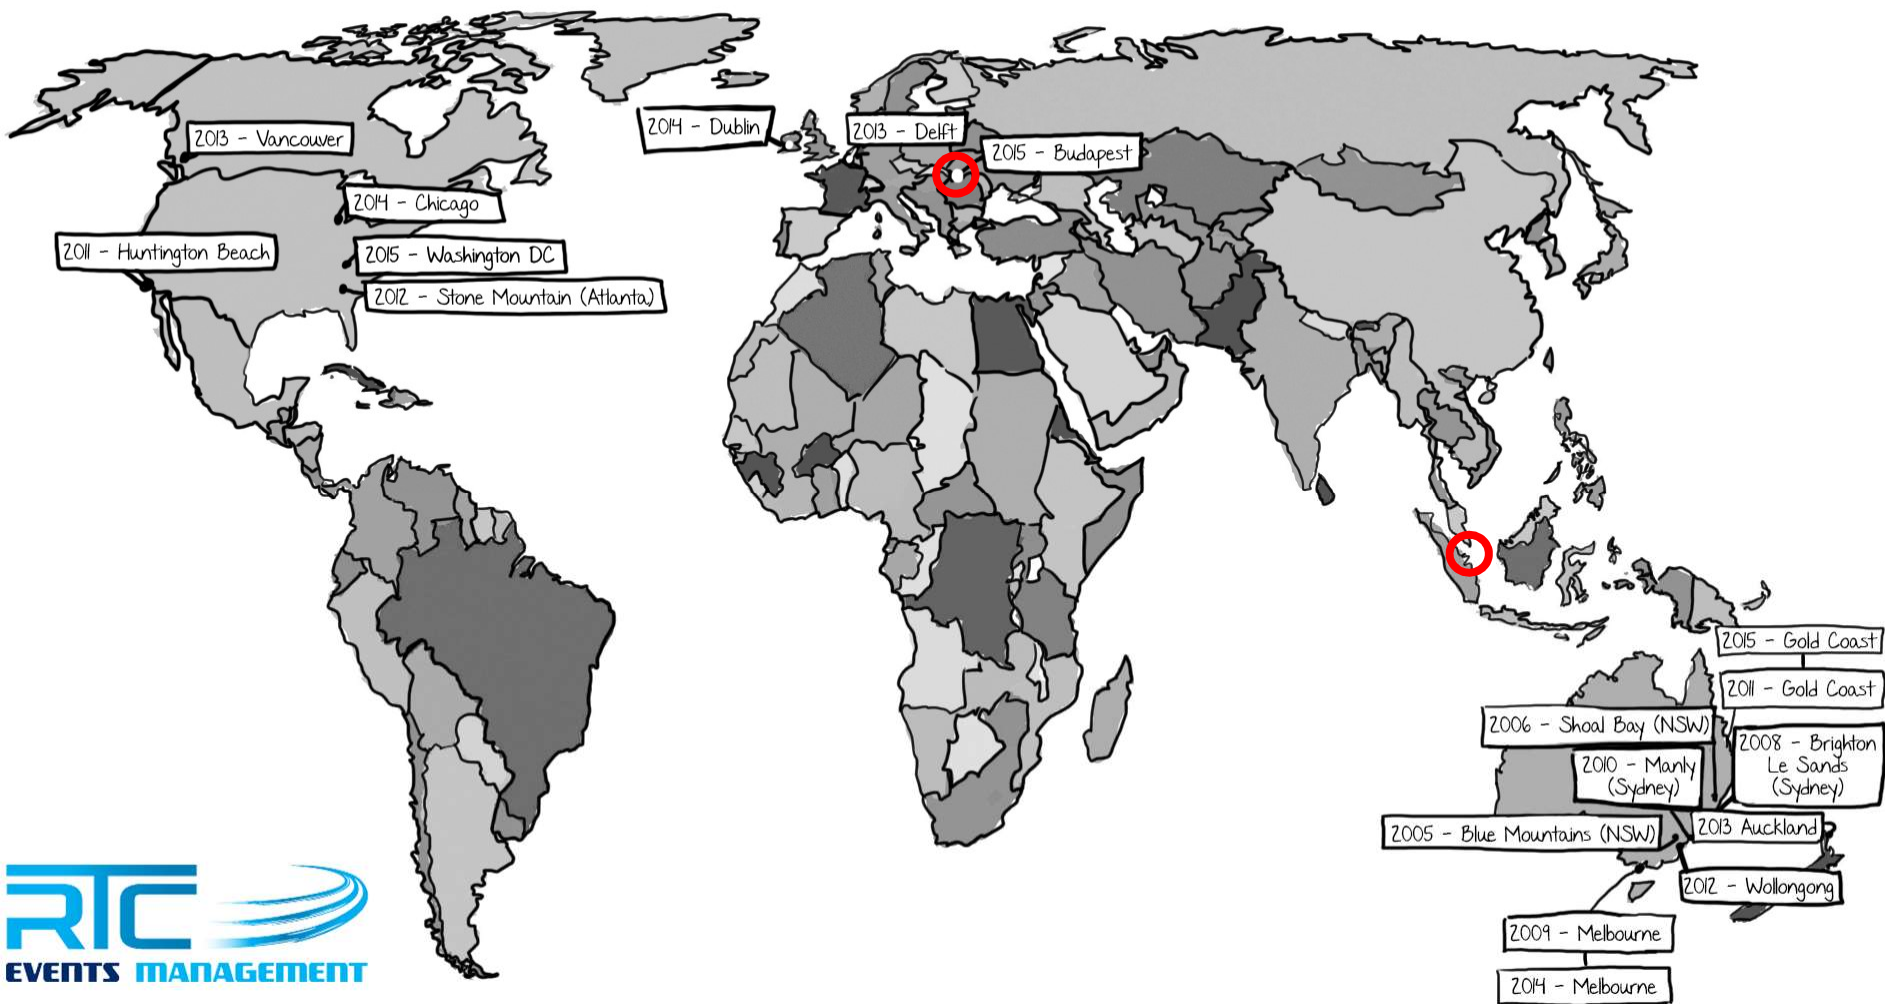 2013 - Vancouver
2014 - Chicago
2011 - Huntington Beach
2015 - Washington DC
2012 - Stone Mountain (Atlanta)
2014 - Dublin
2013 - Delft
2015 - Budapest
2015 - Gold Coast
2011 - Gold Coast
2006 - Shoal Bay (NSW)
2008 - Brighton
Le Sands
(Sydney)
2010 - Manly
(Sydney)
2005 - Blue Mountains (NSW)
2013 Auckland
2012 - Wollongong
2009 - Melbourne
2014 - Melbourne
RTC
EVENTS MANAGEMENT